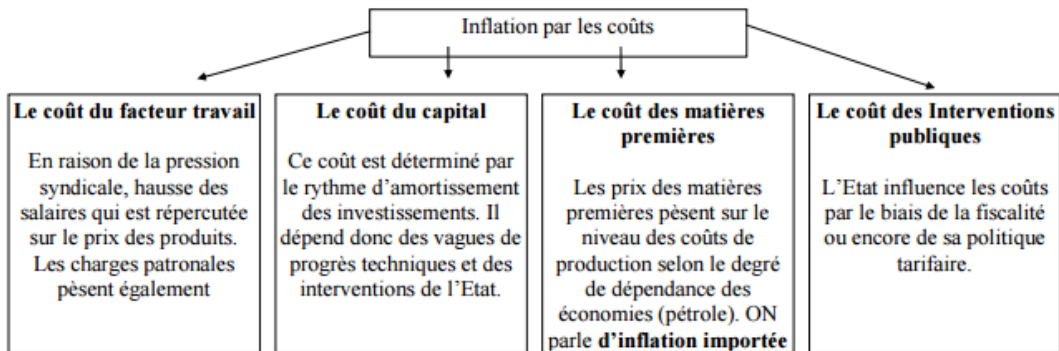 Inflation par les coûts
Le coût du facteur travail
En raison de la pression
syndicale, hausse des
salaires qui est répercutée
sur le prix des produits.
Les charges patronales
pèsent également
Le coût du capital
Ce coût est déterminé par
le rythme d'amortissement
des investissements. Il
dépend donc des vagues de
progrès techniques et des
interventions de l'Etat.
Le coût des matières
premières
Les prix des matières
premières pèsent sur le
niveau des coûts de
production selon le degré
de dépendance des
économies (pétrole). ON
parle d'inflation importée
Le coût des Interventions
publiques
L'Etat influence les coûts
par le biais de la fiscalité
ou encore de sa politique
tarifaire.